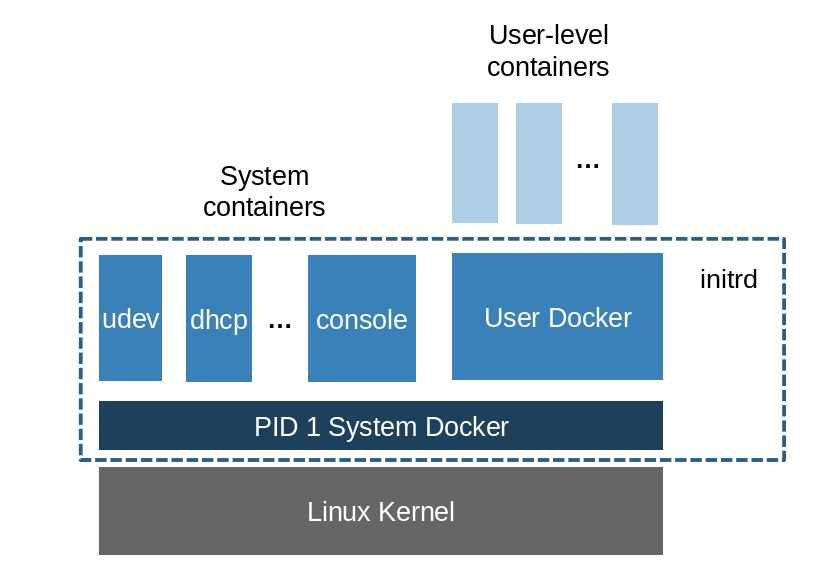 User-level
containers
...
System
containers
initrd
udev
dhcp
...
console
User Docker
PID 1 System Docker
Linux Kernel